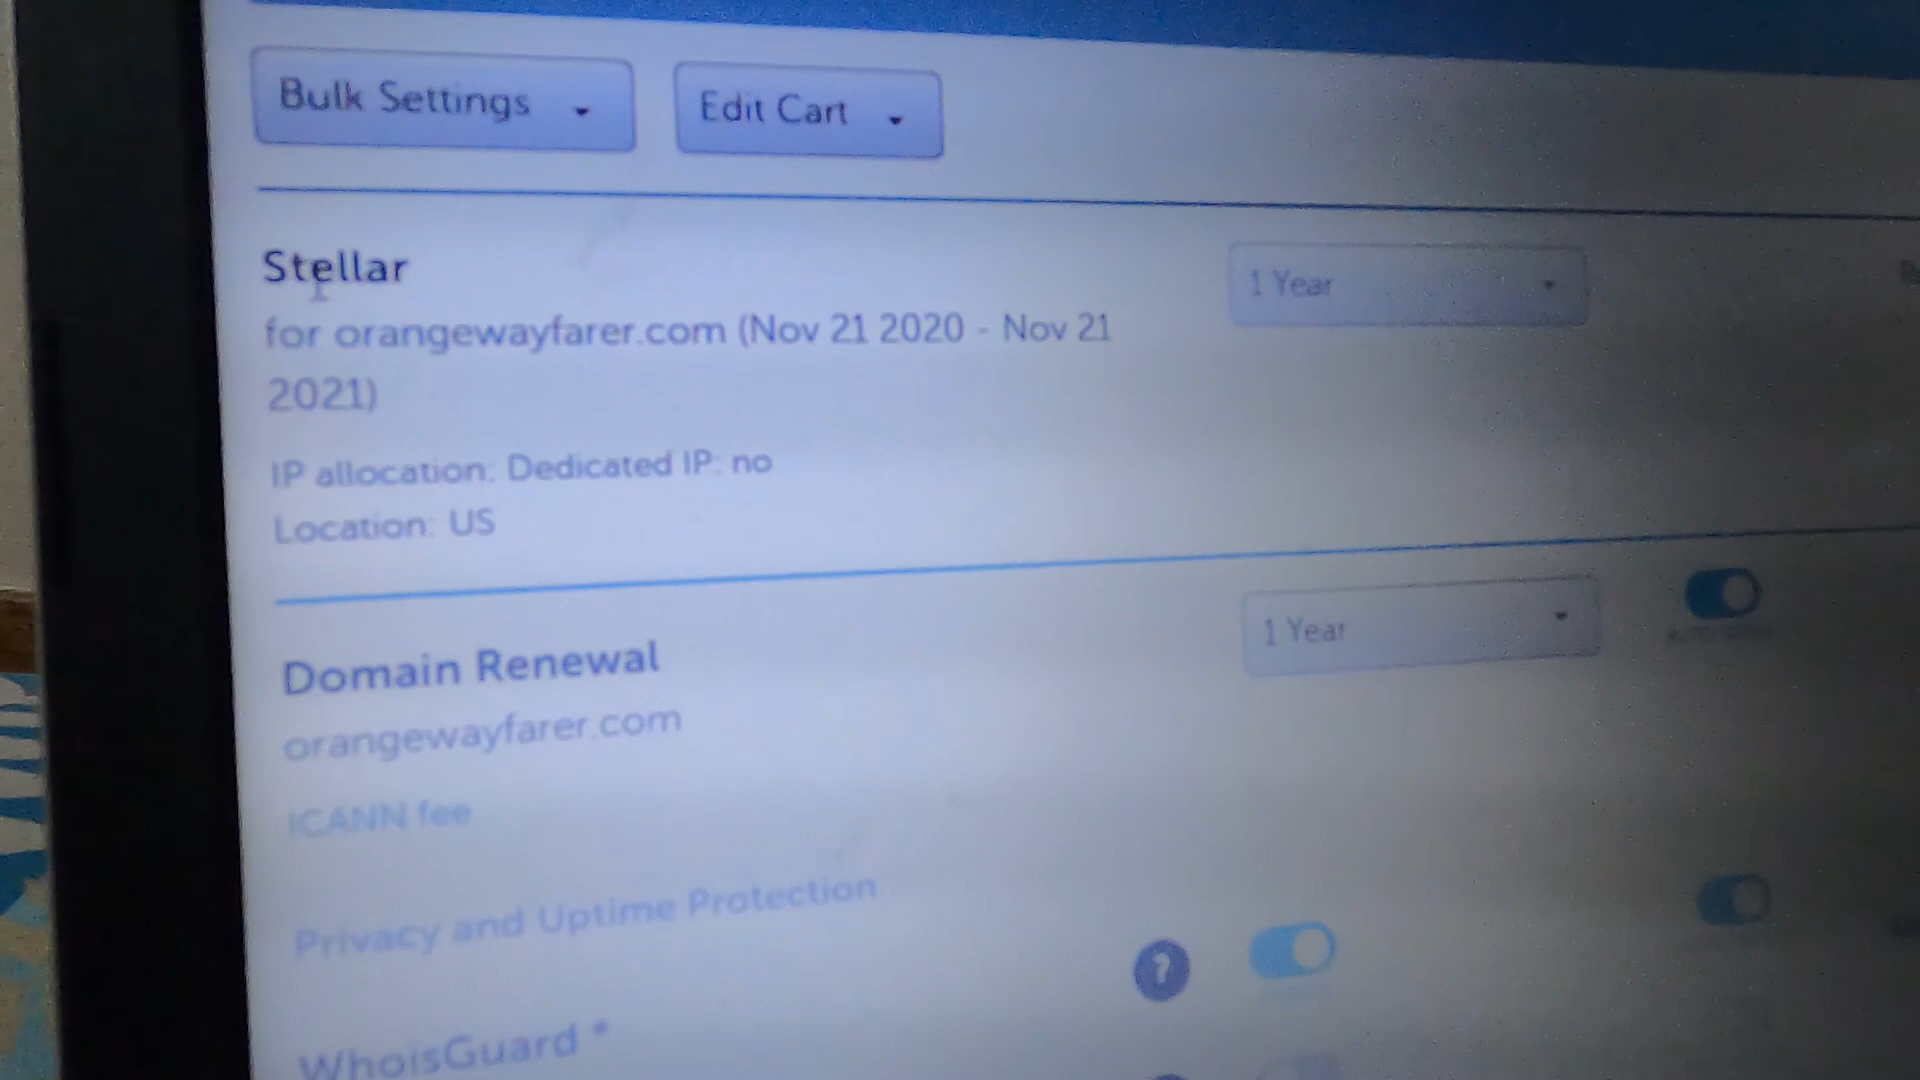 Bulk Settings
Edit Cart
Stellar
1 Year
for orangewayfarer.com (Nov 21 2020 - Nov 21
2021)
IP allocation: Dedicated IP: no
Location: US
Domain Renewal
1 Year
orangewayfarer.com
ICANN fee
Privacy and Uptime Protection
?
WhoisGuard *